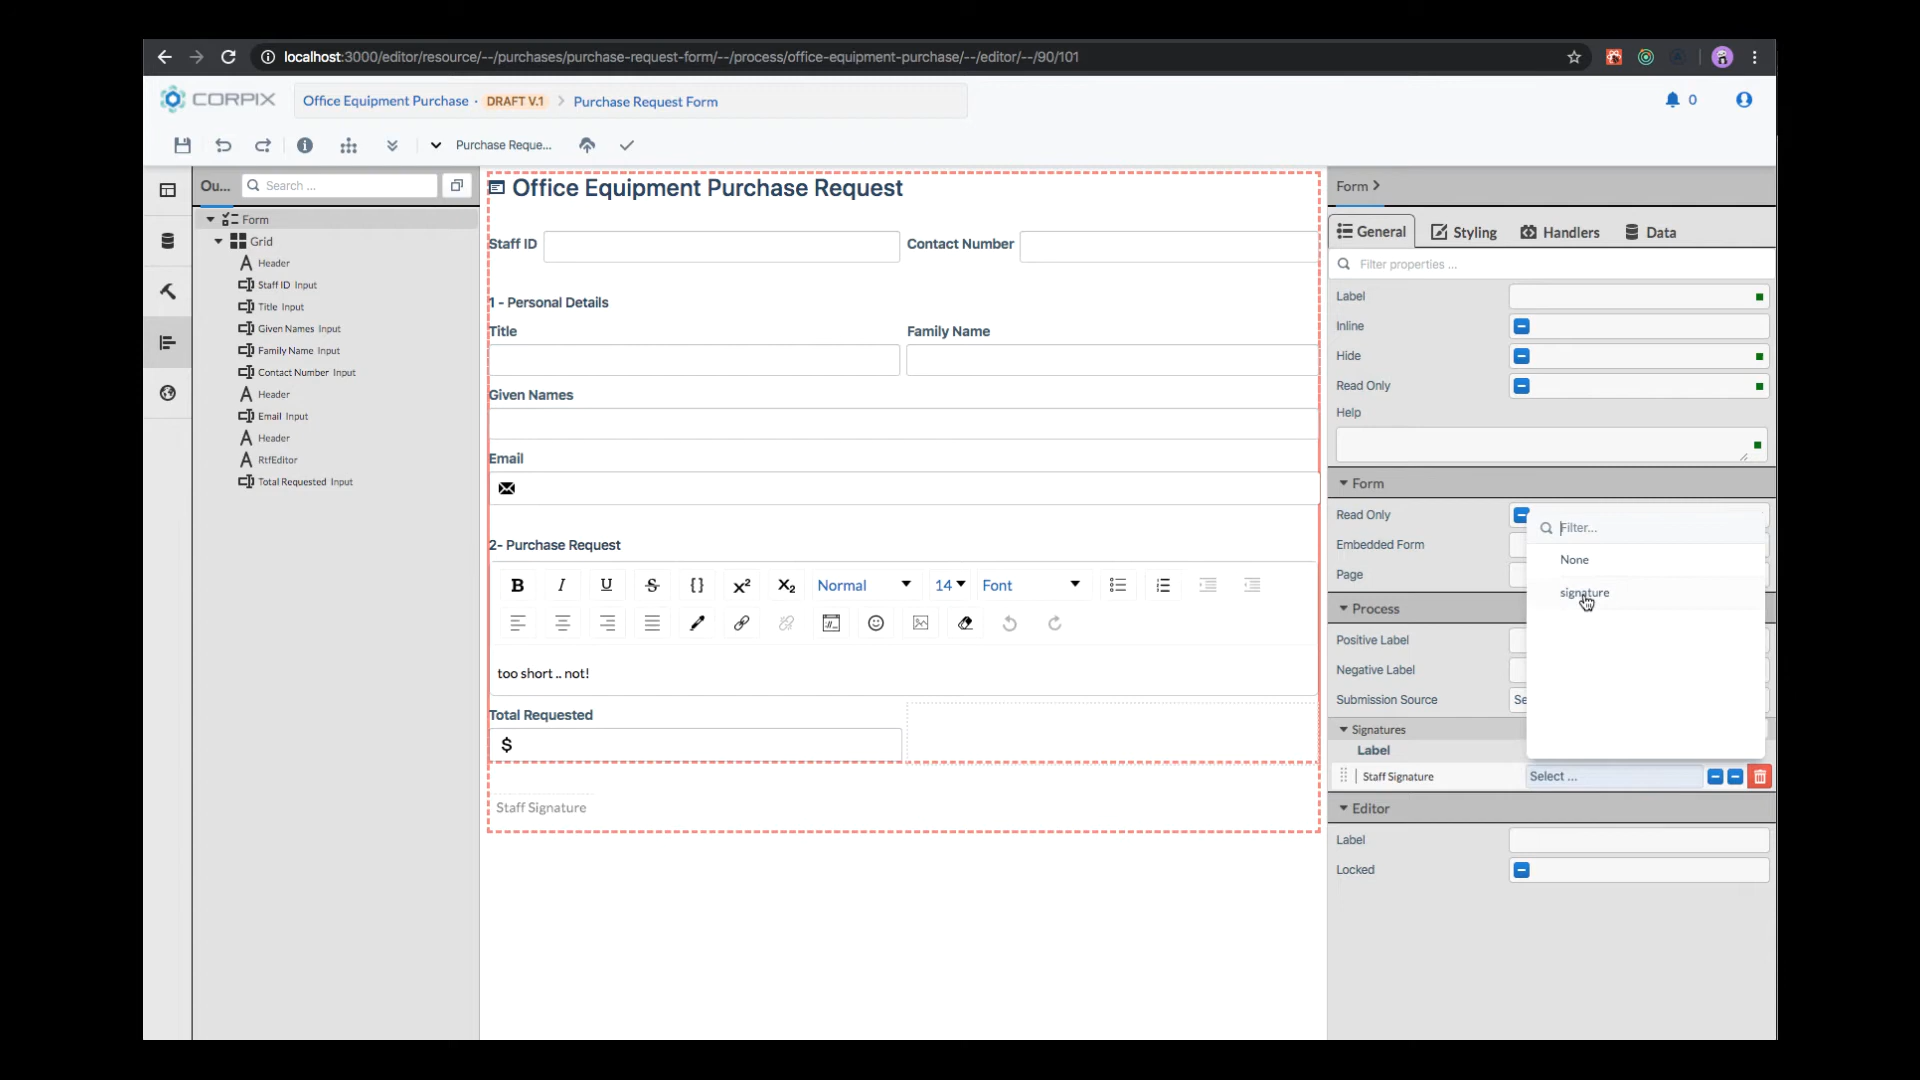 localhost:3000/editor/resource/--/purchases/purchase-request-form/--/process/office-equipment-purchase/--/editor/--/90/101
CORPIX
Office Equipment Purchase · DRAFT V.1 > Purchase Request Form
0
Purchase Reque...
Ou...
Search ...
Form
Grid
Header
Staff ID Input
Title Input
Given Names Input
Family Name Input
Contact Number Input
Header
Email Input
Header
RtfEditor
Total Requested Input
Office Equipment Purchase Request
Staff ID
Contact Number
1 - Personal Details
Title
Family Name
Given Names
Email
2- Purchase Request
B I U S {} X² X₂ Normal 14 Font
too short .. not!
Total Requested
$
Staff Signature
Form >
General
Styling
Handlers
Data
Filter properties ...
Label
Inline
Hide
Read Only
Help
Form
Read Only
Embedded Form
Page
Process
Positive Label
Negative Label
Submission Source
Se
Filter...
None
signature
Signatures
Label
Staff Signature
Select ...
Editor
Label
Locked